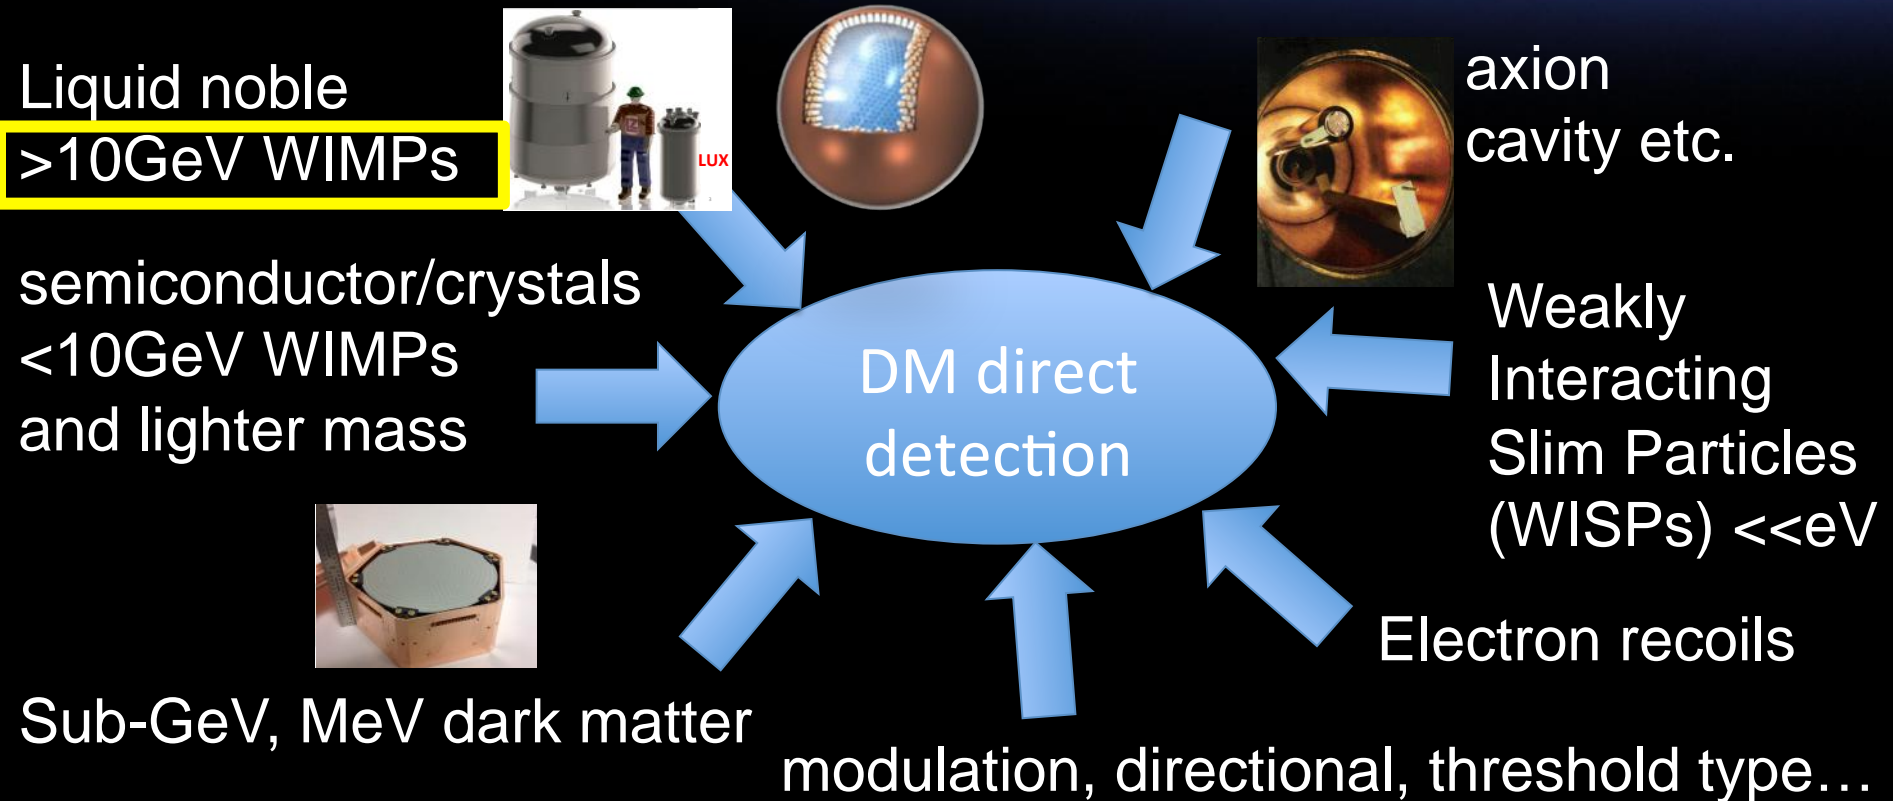 Liquid noble
>10GeV WIMPs
LUX
axion
cavity etc.
semiconductor/crystals
<10GeV WIMPs
and lighter mass
DM direct
detection
Weakly
Interacting
Slim Particles
(WISPs) <<eV
Electron recoils
Sub-GeV, MeV dark matter
modulation, directional, threshold type…